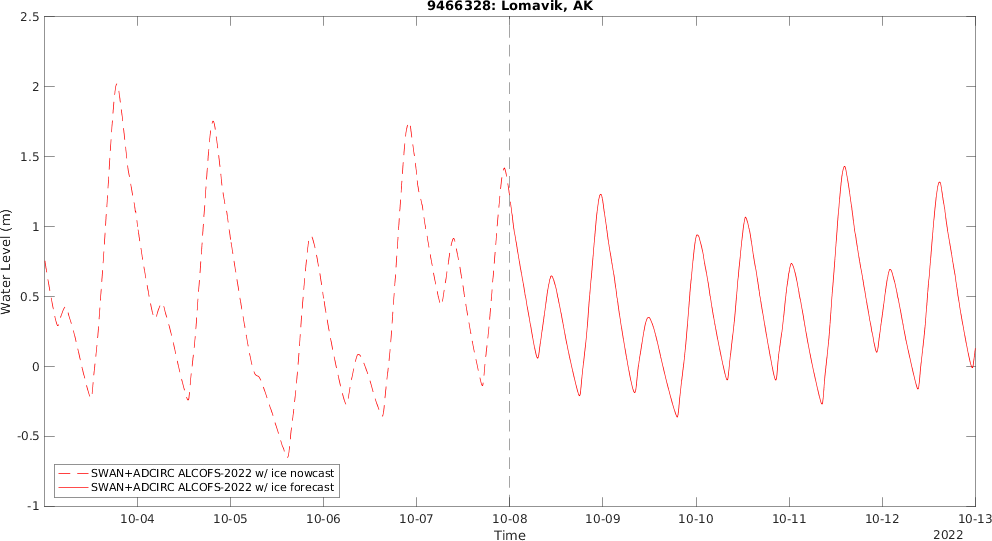 9466328: Lomavik, AK
2.5
2
1.5
1
0.5
0
-0.5
-1
Water Level (m)
SWAN+ADCIRC ALCOFS-2022 w/ ice nowcast
SWAN+ADCIRC ALCOFS-2022 w/ ice forecast
10-04 10-05 10-06 10-07 10-08 10-09 10-10 10-11 10-12 10-13
Time
2022